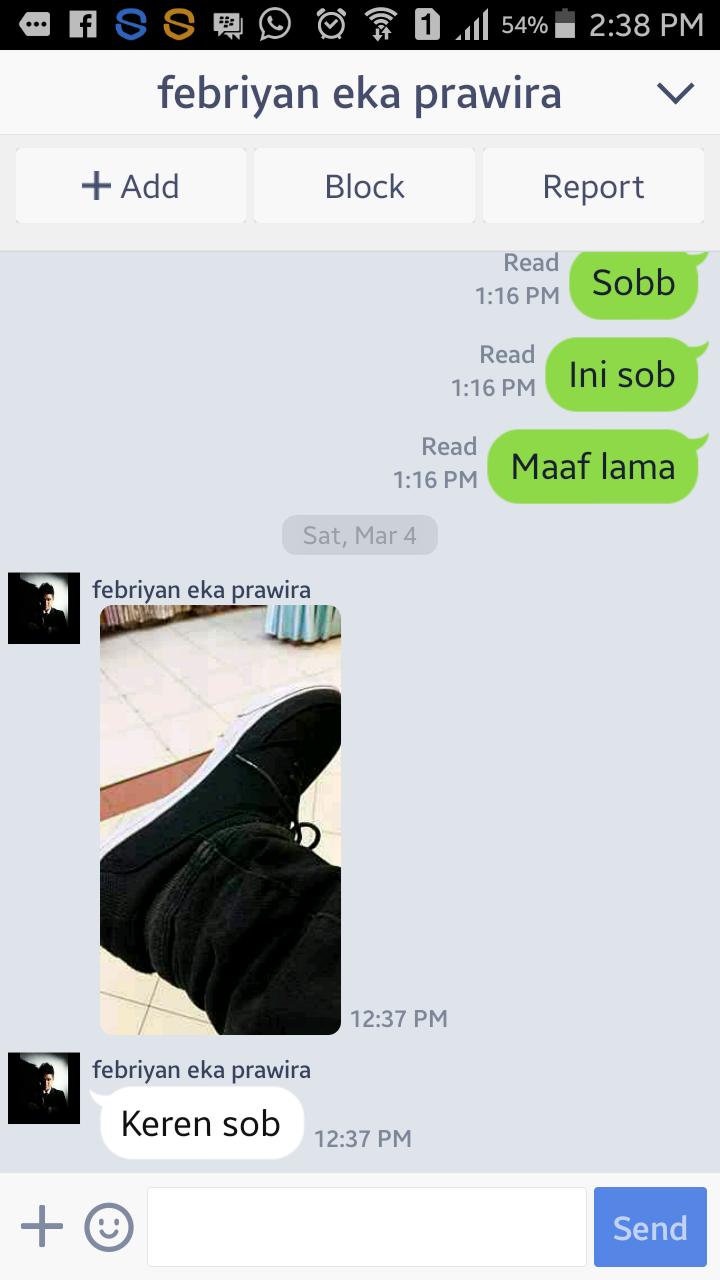 1 54% 2:38 PM
febriyan eka prawira
+ Add Block Report
Read
1:16 PM
Sobb
Read
1:16 PM
Ini sob
Read
1:16 PM
Maaf lama
Sat, Mar 4
febriyan eka prawira
12:37 PM
febriyan eka prawira
Keren sob
12:37 PM
Send